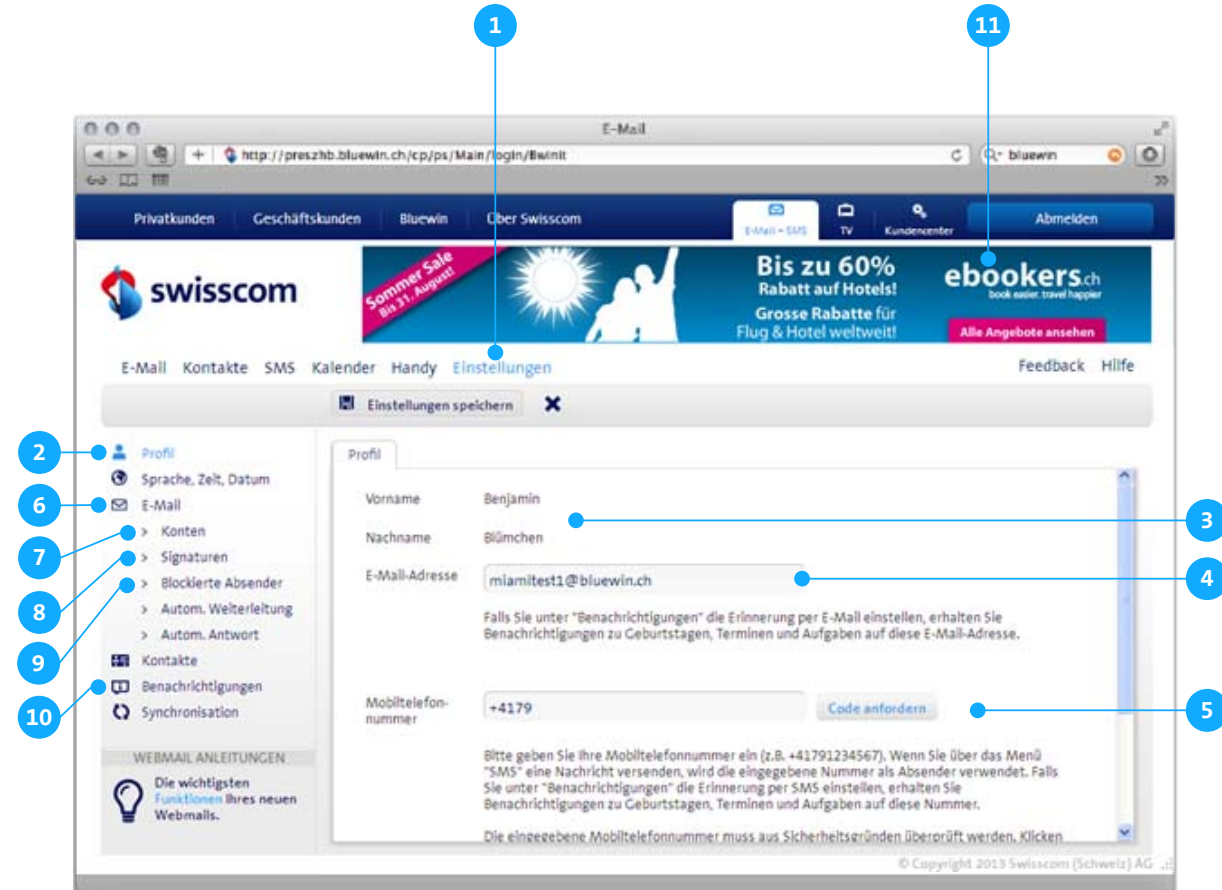 1
11
E-Mail
http://preszhb.bluewin.ch/cp/ps/Main/login/Bwinit
bluewin
Privatkunden
Geschäftskunden
Bluewin
Über Swisscom
E-Mail + SMS
TV
Kundencenter
Abmelden
swisscom
Sommer Sale
Bis 31. August!
Bis zu 60%
Rabatt auf Hotels!
Grosse Rabatte für
Flug & Hotel weltweit!
ebookers.ch
book easier. travel happier
Alle Angebote ansehen
E-Mail Kontakte SMS Kalender Handy Einstellungen
Feedback Hilfe
Einstellungen speichern
2
Profil
Sprache, Zeit, Datum
6
E-Mail
7
> Konten
8
> Signaturen
9
> Blockierte Absender
> Autom. Weiterleitung
> Autom. Antwort
Kontakte
10
Benachrichtigungen
Synchronisation
WEBMAIL ANLEITUNGEN
Die wichtigsten
Funktionen Ihres neuen
Webmails.
Profil
Vorname Benjamin
3
Nachname Blümchen
E-Mail-Adresse miamitest1@bluewin.ch
4
Falls Sie unter "Benachrichtigungen" die Erinnerung per E-Mail einstellen, erhalten Sie
Benachrichtigungen zu Geburtstagen, Terminen und Aufgaben auf diese E-Mail-Adresse.
Mobiltelefon-
nummer
+4179
Code anfordern
5
Bitte geben Sie Ihre Mobiltelefonnummer ein (z.B. +41791234567). Wenn Sie über das Menü
"SMS" eine Nachricht versenden, wird die eingegebene Nummer als Absender verwendet. Falls
Sie unter "Benachrichtigungen" die Erinnerung per SMS einstellen, erhalten Sie
Benachrichtigungen zu Geburtstagen, Terminen und Aufgaben auf diese Nummer.
Die eingegebene Mobiltelefonnummer muss aus Sicherheitsgründen überprüft werden. Klicken
© Copyright 2013 Swisscom (Schweiz) AG